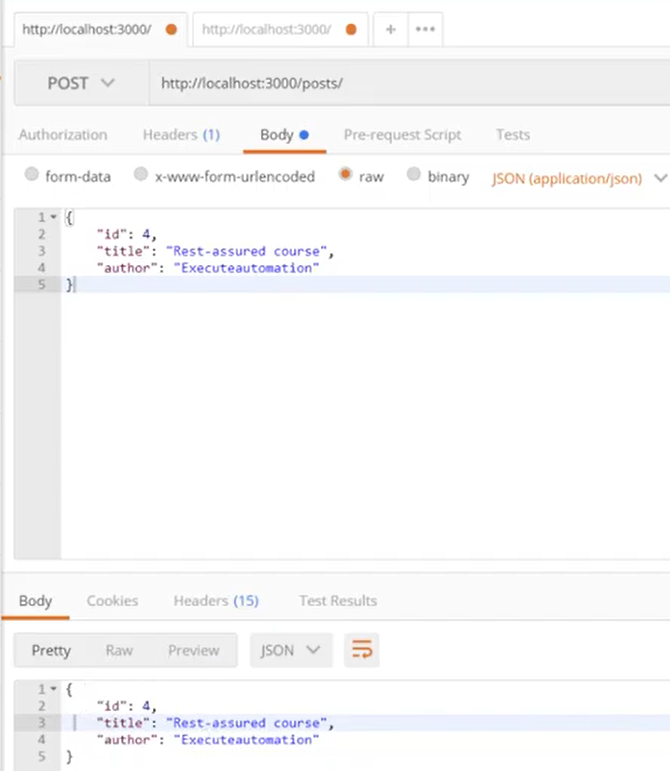 http://localhost:3000/ http://localhost:3000/ + •••
POST http://localhost:3000/posts/
Authorization Headers (1) Body Pre-request Script Tests
form-data x-www-form-urlencoded raw binary JSON (application/json)
1 {
2 "id": 4,
3 "title": "Rest-assured course",
4 "author": "Executeautomation"
5 }
Body Cookies Headers (15) Test Results
Pretty Raw Preview JSON
1 {
2 "id": 4,
3 "title": "Rest-assured course",
4 "author": "Executeautomation"
5 }